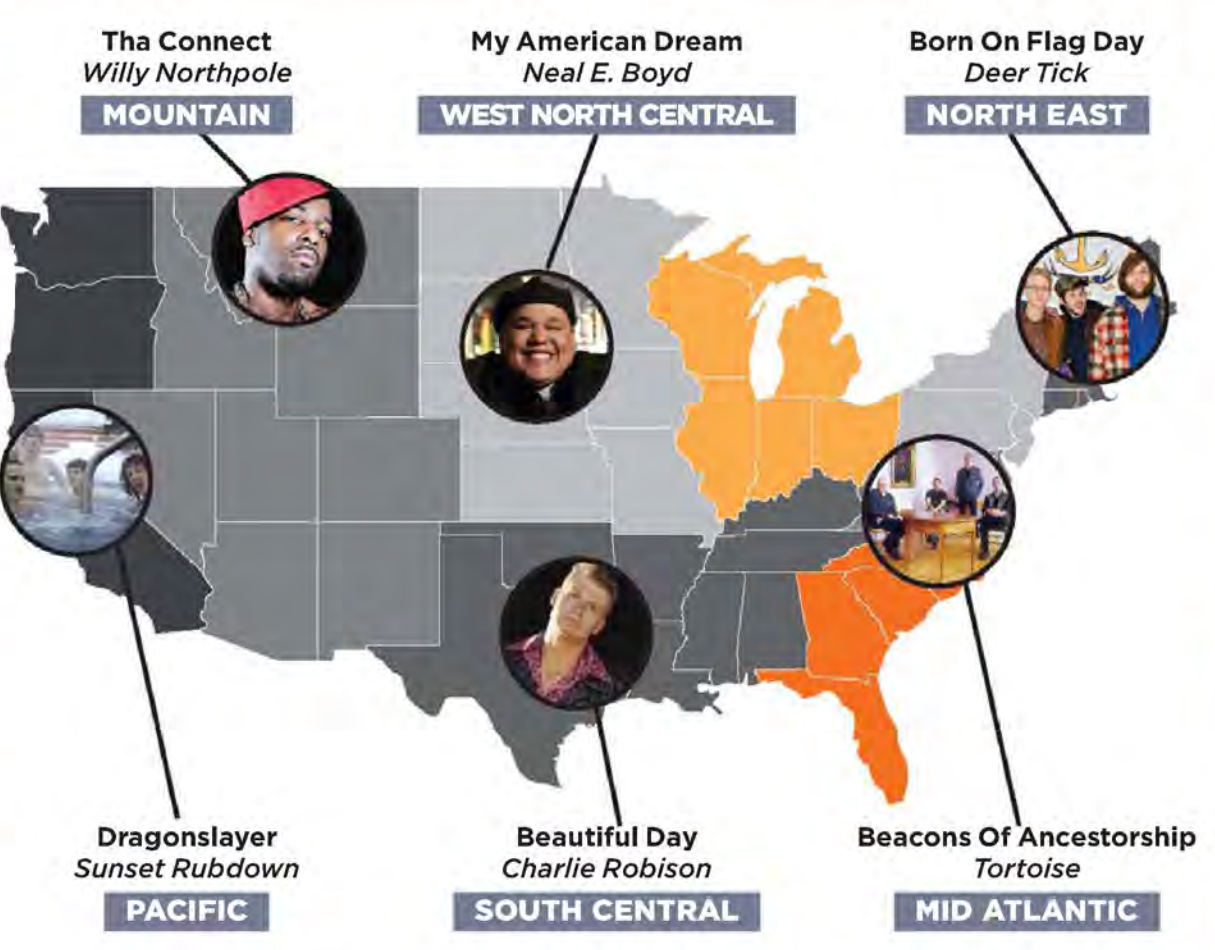 Tha Connect
Willy Northpole
MOUNTAIN
My American Dream
Neal E. Boyd
WEST NORTH CENTRAL
Born On Flag Day
Deer Tick
NORTH EAST
Dragonslayer
Sunset Rubdown
PACIFIC
Beautiful Day
Charlie Robison
SOUTH CENTRAL
Beacons Of Ancestorship
Tortoise
MID ATLANTIC